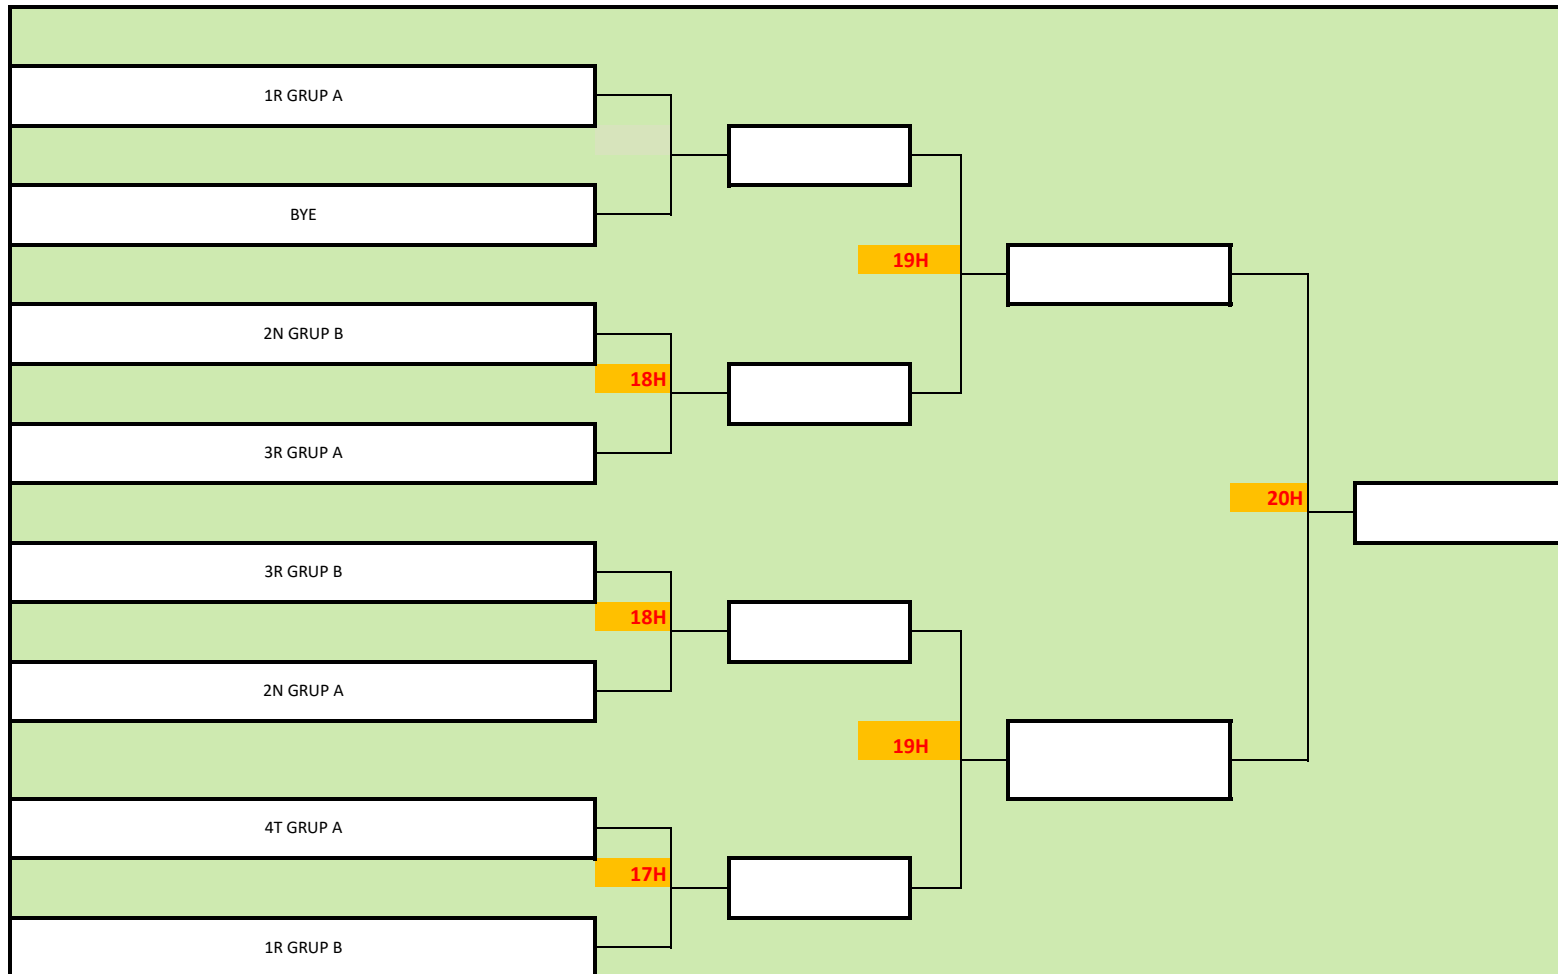 1R GRUP A
BYE
19H
2N GRUP B
18H
3R GRUP A
20H
3R GRUP B
18H
2N GRUP A
19H
4T GRUP A
17H
1R GRUP B